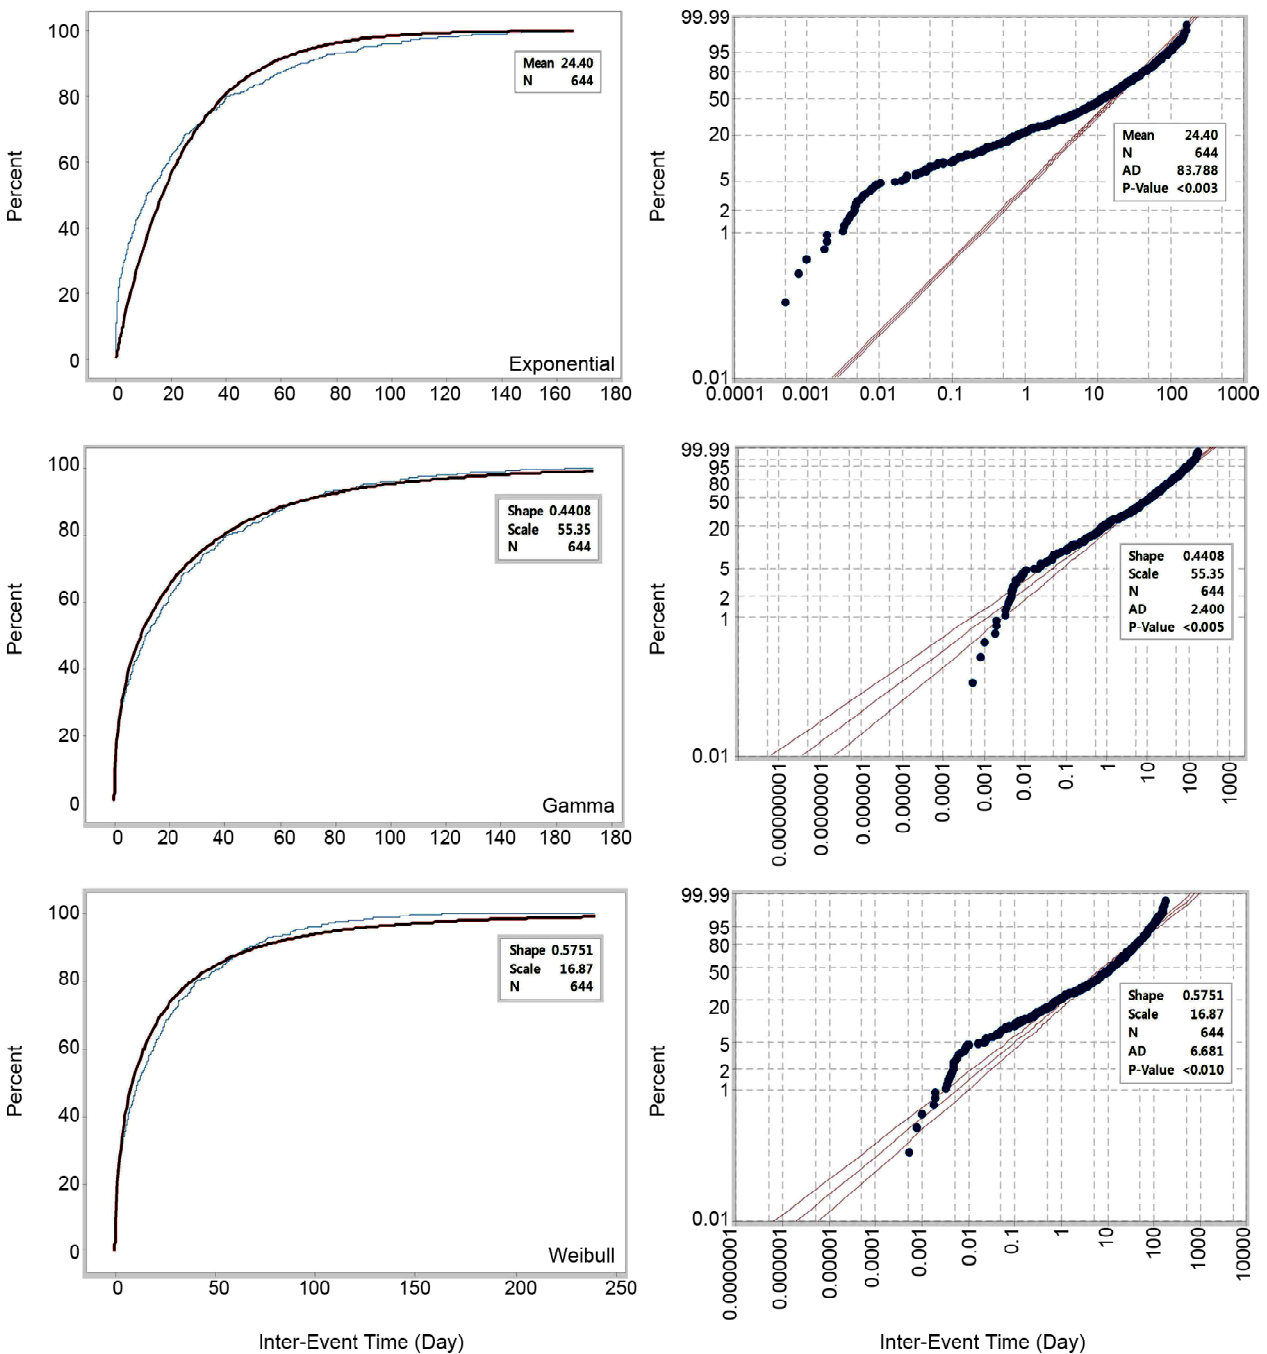 100
80
60
40
20
0
Percent
Mean 24.40
N 644
Exponential
0 20 40 60 80 100 120 140 160 180
99.99
95
80
50
20
5
2
1
0.01
Mean 24.40
N 644
AD 83.788
P-Value <0.003
0.0001 0.001 0.01 0.1 1 10 100 1000
100
80
60
40
20
0
Percent
Shape 0.4408
Scale 55.35
N 644
Gamma
0 20 40 60 80 100 120 140 160 180
Percent
99.99
95
80
50
20
5
2
1
0.01
Percent
Shape 0.4408
Scale 55.35
N 644
AD 2.400
P-Value <0.005
0.00000001 0.0000001 0.000001 0.00001 0.0001 0.001 0.01 0.1 1 10 100 1000
100
80
60
40
20
0
Percent
Shape 0.5751
Scale 16.87
N 644
Weibull
0 50 100 150 200 250
Inter-Event Time (Day)
99.99
95
80
50
20
5
2
1
0.01
Percent
Shape 0.5751
Scale 16.87
N 644
AD 6.681
P-Value <0.010
0.0000001 0.000001 0.00001 0.0001 0.001 0.01 0.1 1 10 100 1000 10000
Inter-Event Time (Day)